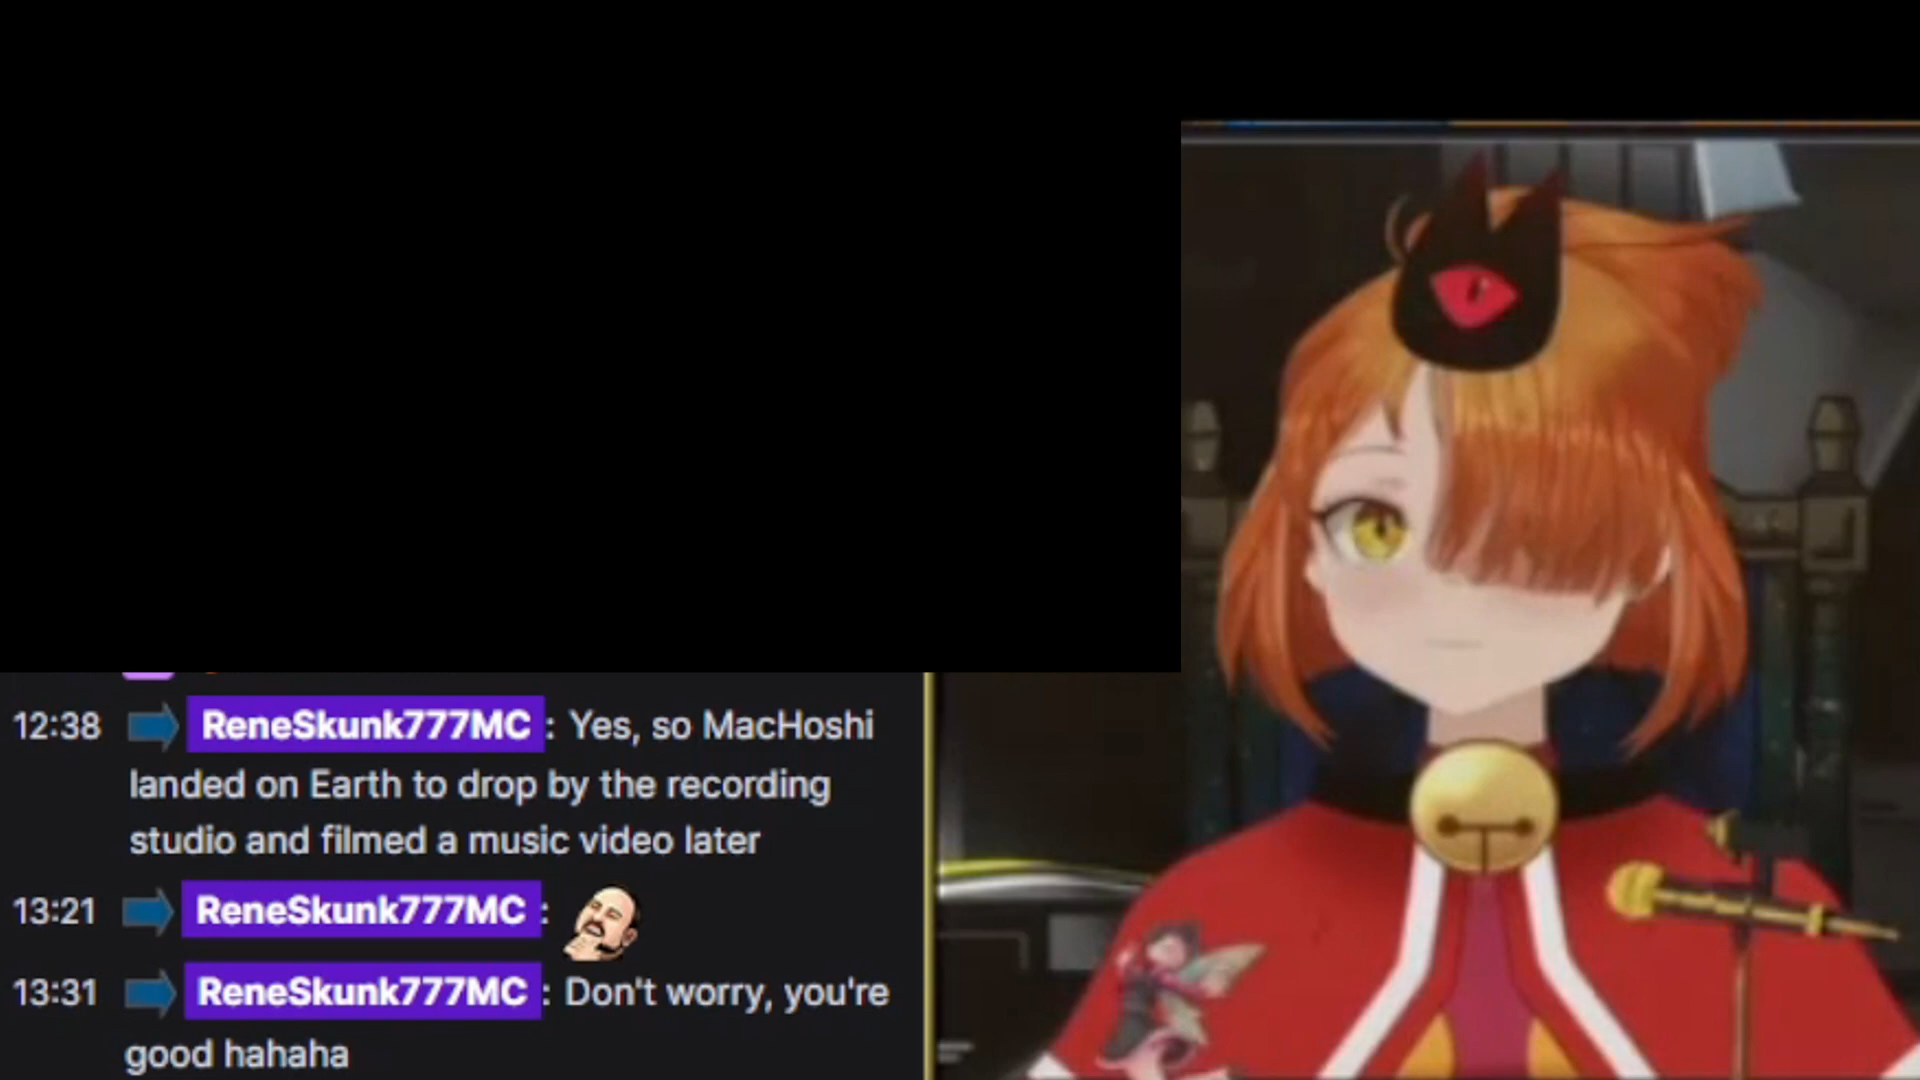 12:38 ReneSkunk777MC: Yes, so MacHoshi
landed on Earth to drop by the recording
studio and filmed a music video later
13:21 ReneSkunk777MC:
13:31 ReneSkunk777MC: Don't worry, you're
good hahaha